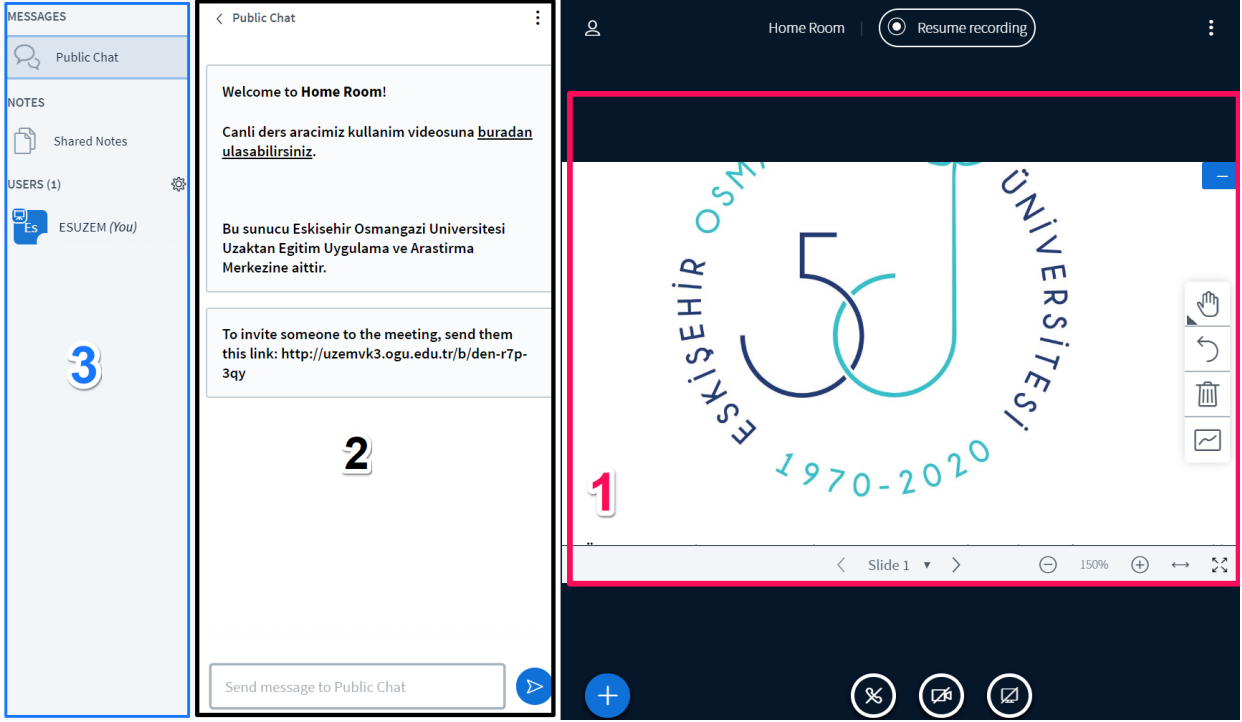 MESSAGES
Public Chat
NOTES
Shared Notes
USERS (1)
Es
ESUZEM (You)
3
Public Chat
Welcome to Home Room!
Canli ders aracimiz kullanim videosuna buradan
ulasabilirsiniz.
Bu sunucu Eskisehir Osmangazi Universitesi
Uzaktan Egitim Uygulama ve Arastirma
Merkezine aittir.
To invite someone to the meeting, send them
this link: http://uzemvk3.ogu.edu.tr/b/den-r7p-
3qy
2
Send message to Public Chat
Home Room
Resume recording
ESKİŞEHİR OSMA
ÜNİVERSİTESİ
50
1970-2020
1
Slide 1
150%